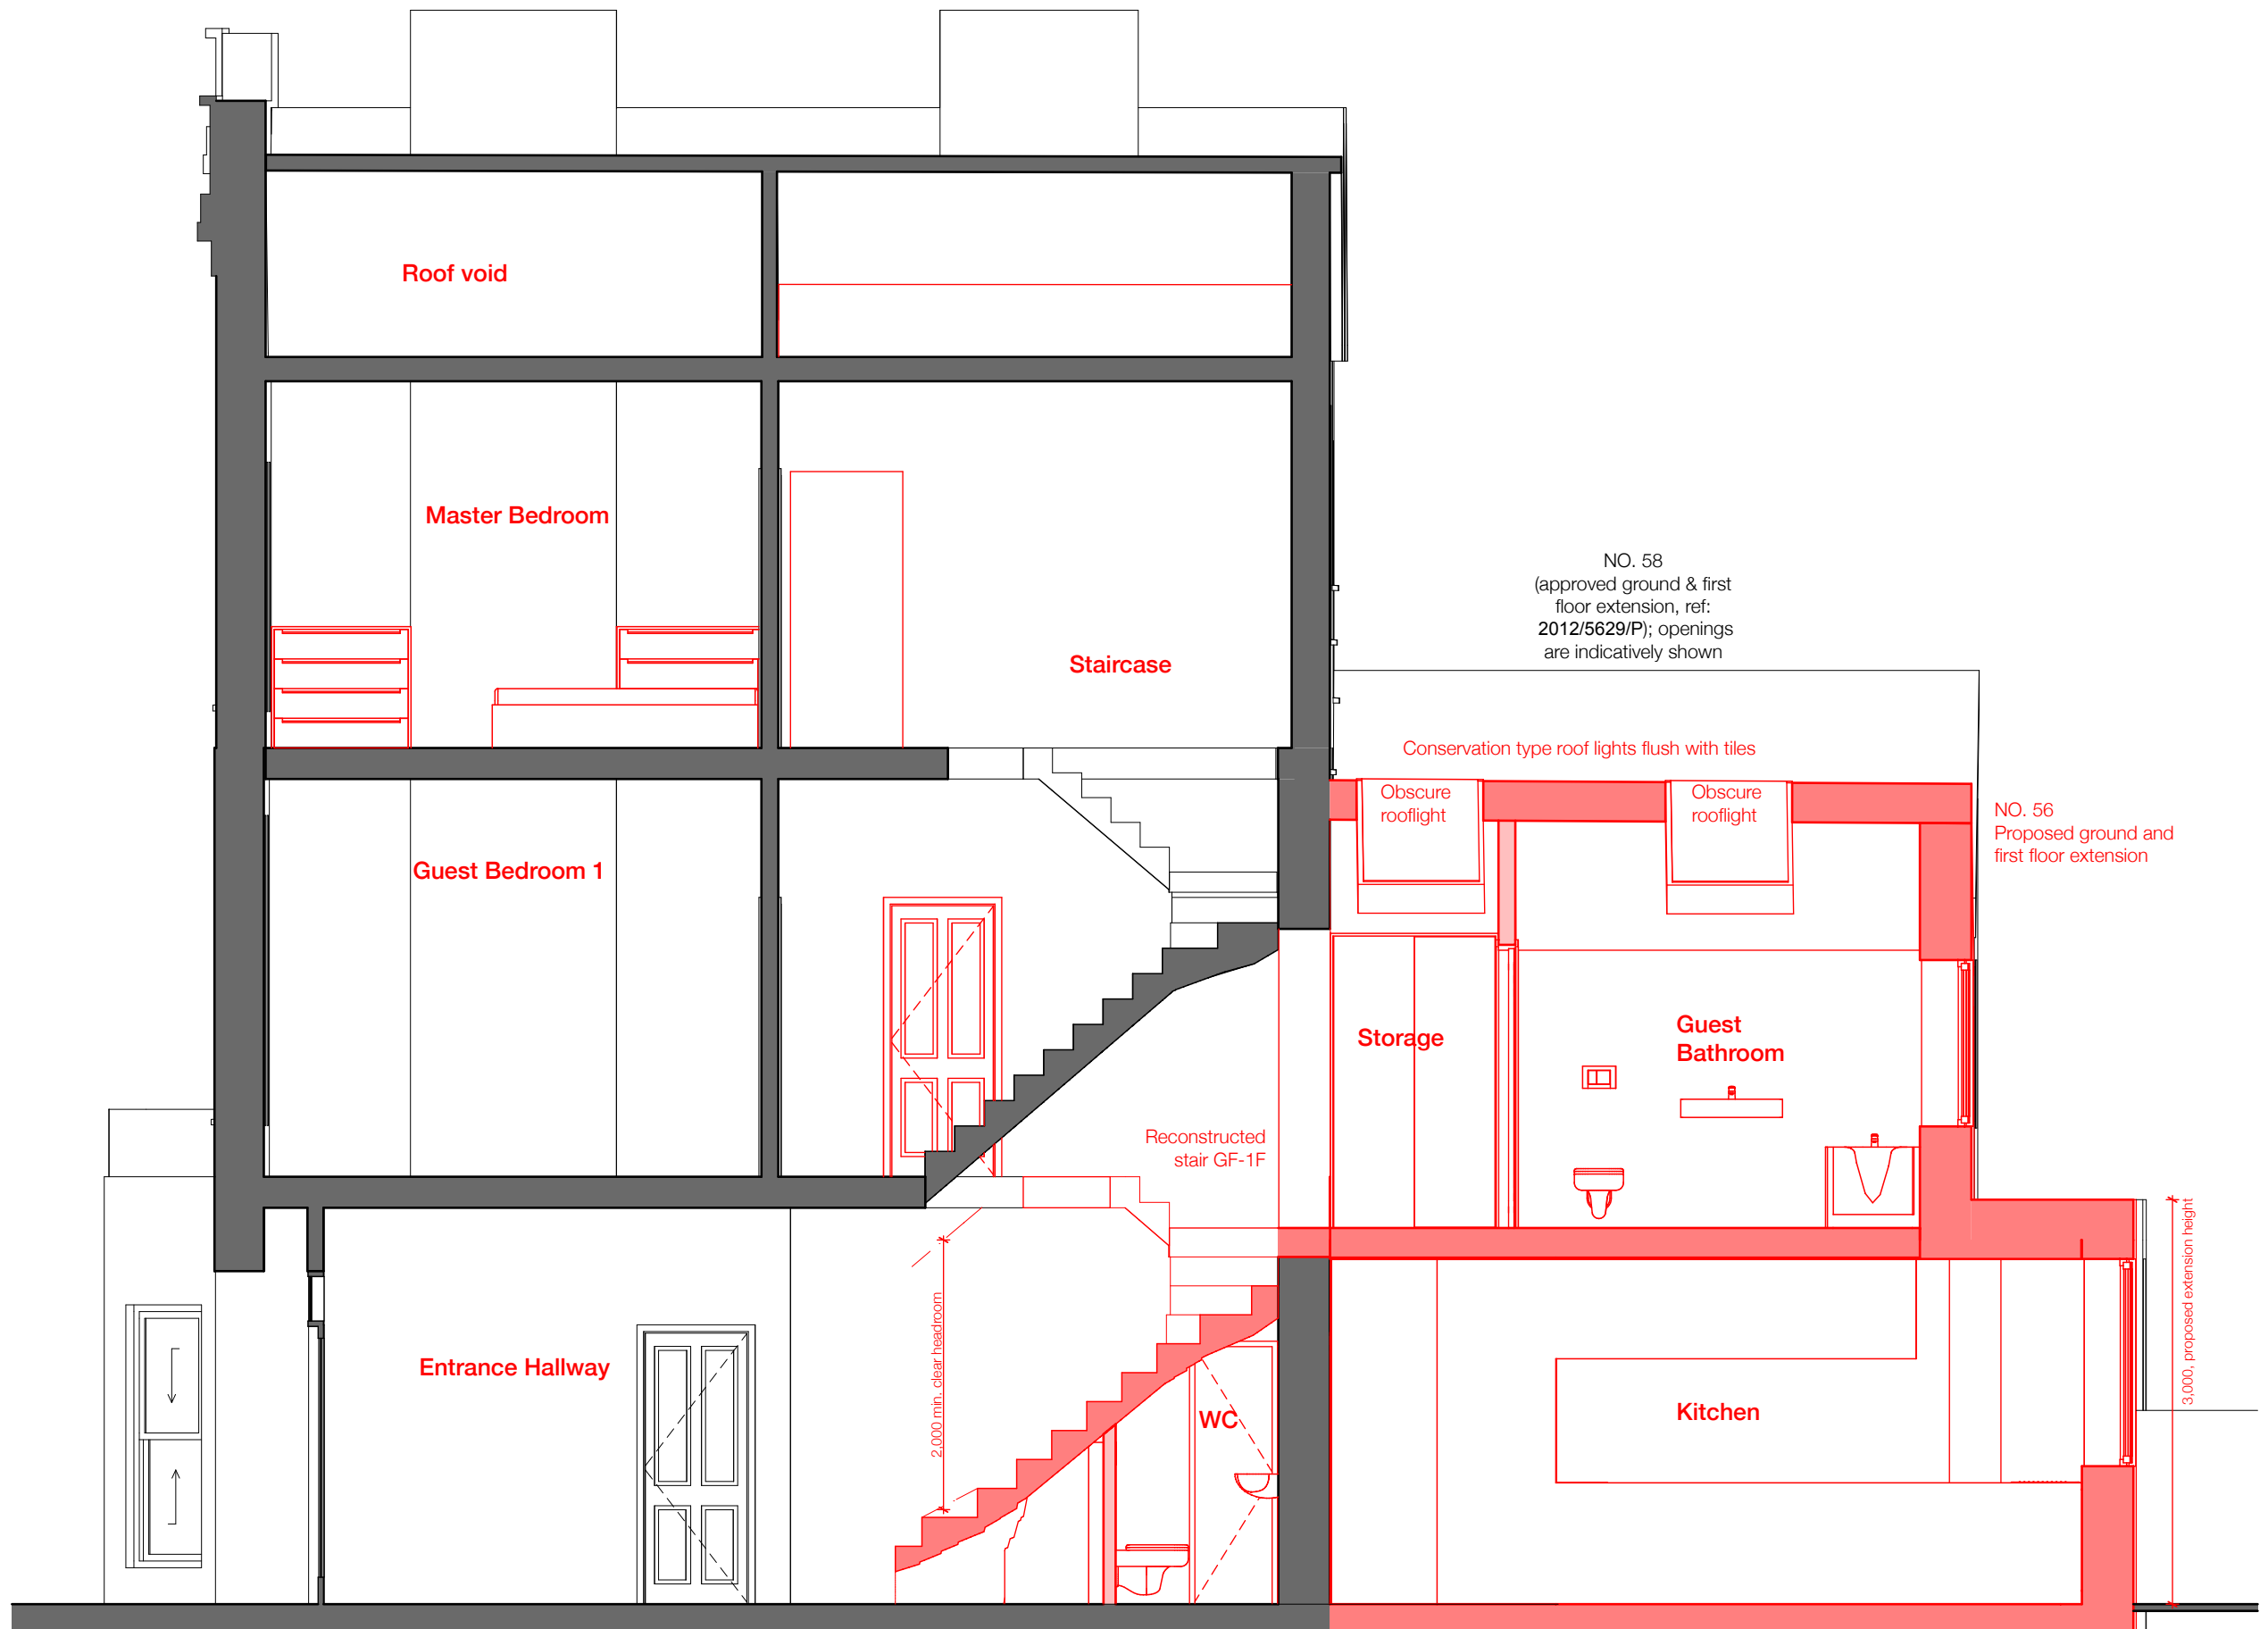 Roof void
Master Bedroom
Staircase
NO. 58
(approved ground & first
floor extension, ref:
2012/5629/P); openings
are indicatively shown
Conservation type roof lights flush with tiles
Obscure
rooflight
Obscure
rooflight
NO. 56
Proposed ground and
first floor extension
Guest Bedroom 1
Storage
Guest
Bathroom
Reconstructed
stair GF-1F
3,000, proposed extension height
2,000 min. clear headroom
Entrance Hallway
WC
Kitchen